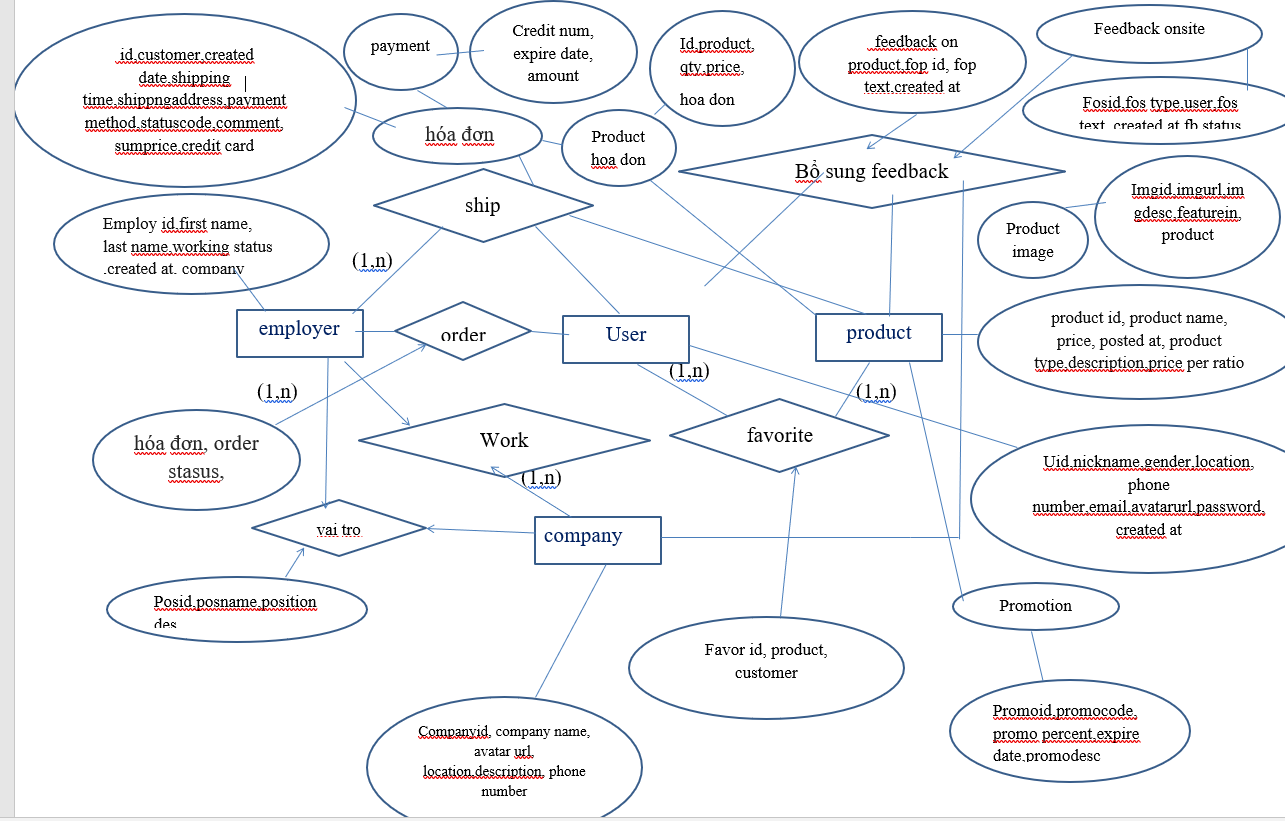 id,customer,created
date,shipping
time,shippngaddress,payment
method,statuscode,comment,
sumprice,credit card
payment
Credit num,
expire date,
amount
Id,product,
qty,price,
hoa don
feedback on
product,fop id, fop
text,created at
Feedback onsite
Fosid,fos type,user,fos
text, created at,fb status
hóa đơn
Product
hoa don
Bổ sung feedback
Imgid,imgurl,im
gdesc,featurein,
product
Product
image
ship
Employ id,first name,
last name,working status
,created at, company
(1,n)
employer
order
User
product
product id, product name,
price, posted at, product
type,description,price per ratio
(1,n)
(1,n)
(1,n)
hóa đơn, order
stasus,
Work
favorite
Uid,nickname,gender,location,
phone
number,email,avatarurl,password,
created at
(1,n)
vai tro
company
Posid,posname,position
des
Promotion
Favor id, product,
customer
Companyid, company name,
avatar url,
location,description, phone
number
Promoid,promocode,
promo percent,expire
date,promodesc